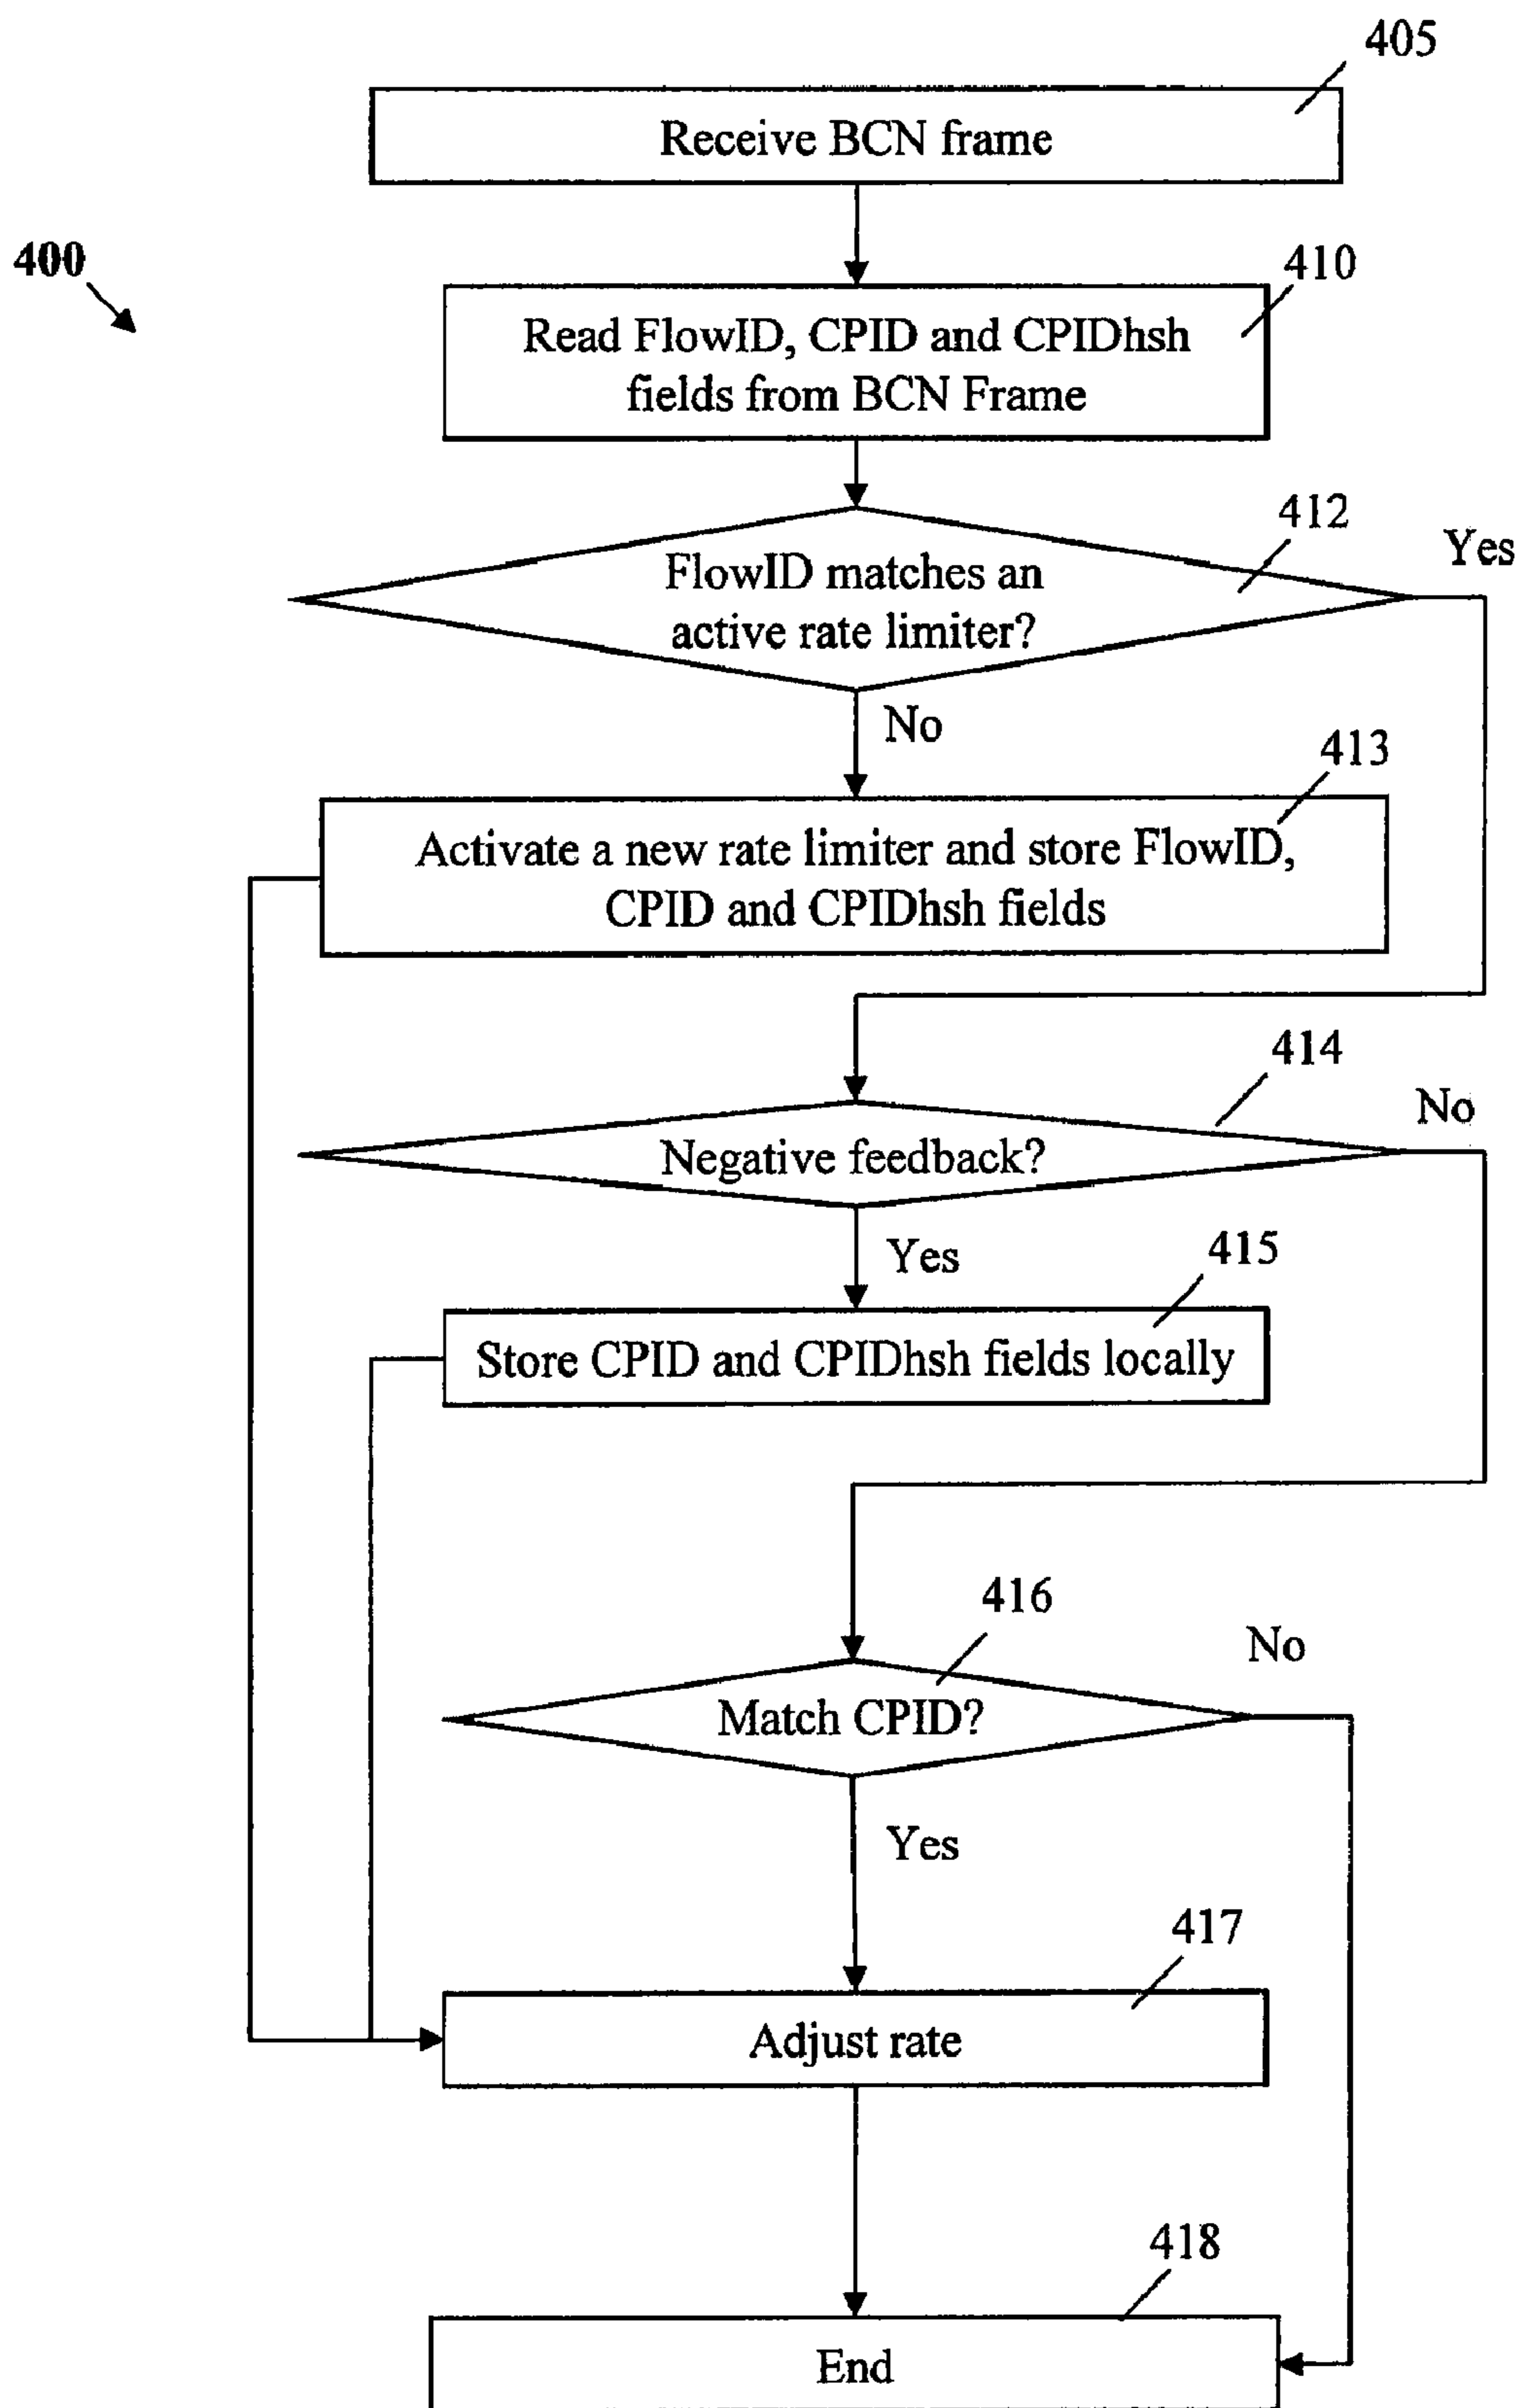 405
Receive BCN frame
400
410
Read FlowID, CPID and CPIDhsh
fields from BCN Frame
412
Yes
FlowID matches an
active rate limiter?
No
413
Activate a new rate limiter and store FlowID,
CPID and CPIDhsh fields
414
No
Negative feedback?
Yes
415
Store CPID and CPIDhsh fields locally
416
No
Match CPID?
Yes
417
Adjust rate
418
End